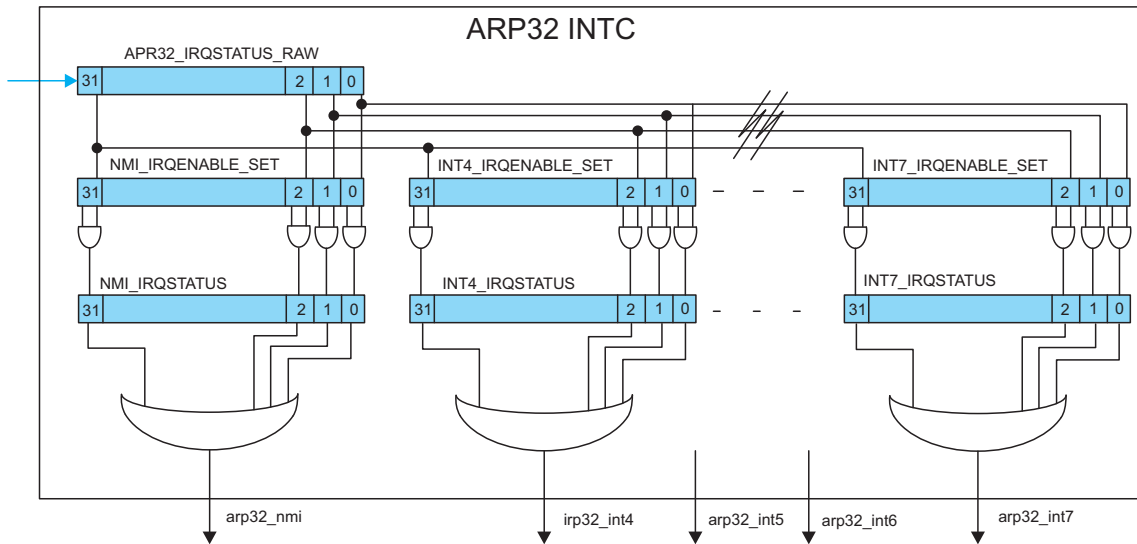 ARP32 INTC
APR32_IRQSTATUS_RAW
31 2 1 0
NMI_IRQENABLE_SET INT4_IRQENABLE_SET INT7_IRQENABLE_SET
31 2 1 0 31 2 1 0 – – – 31 2 1 0
NMI_IRQSTATUS INT4_IRQSTATUS INT7_IRQSTATUS
31 2 1 0 31 2 1 0 – – – 31 2 1 0
arp32_nmi irp32_int4 arp32_int5 arp32_int6 arp32_int7